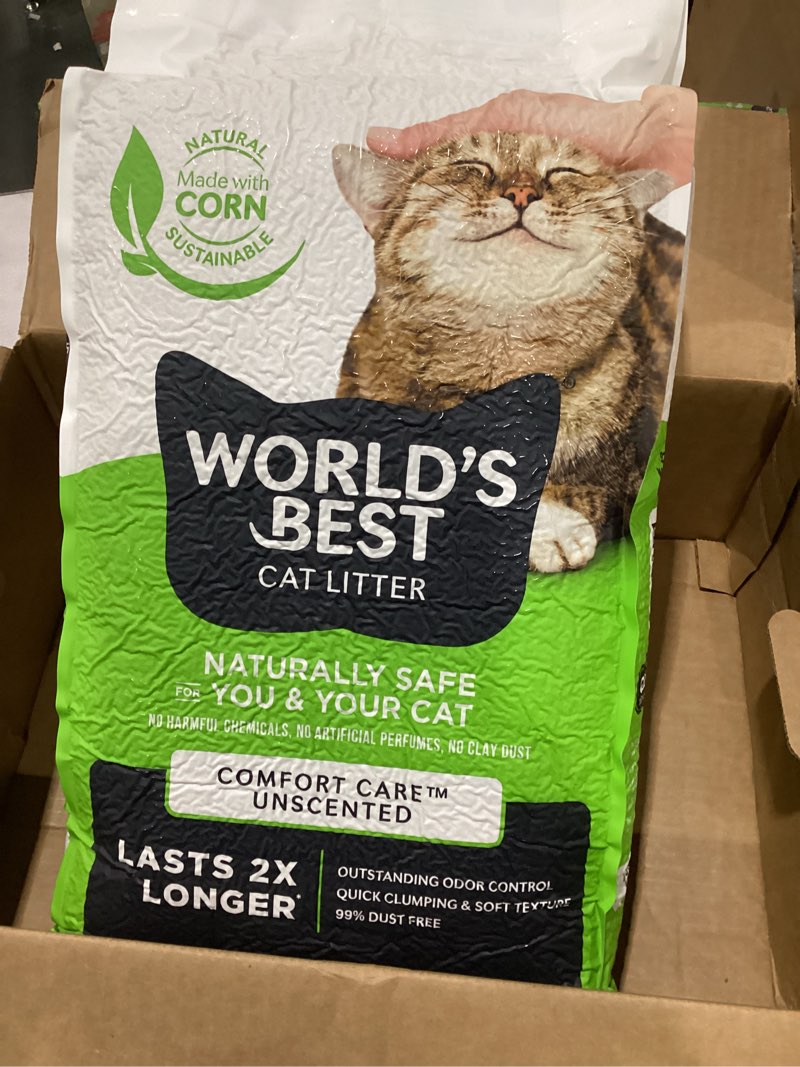 NATURAL
Made with
CORN
SUSTAINABLE
WORLD'S
BEST
CAT LITTER
NATURALLY SAFE
FOR YOU & YOUR CAT
NO HARMFUL CHEMICALS, NO ARTIFICIAL PERFUMES, NO CLAY DUST
COMFORT CARE™
UNSCENTED
LASTS 2X
LONGER*
OUTSTANDING ODOR CONTROL
QUICK CLUMPING & SOFT TEXTURE
99% DUST FREE